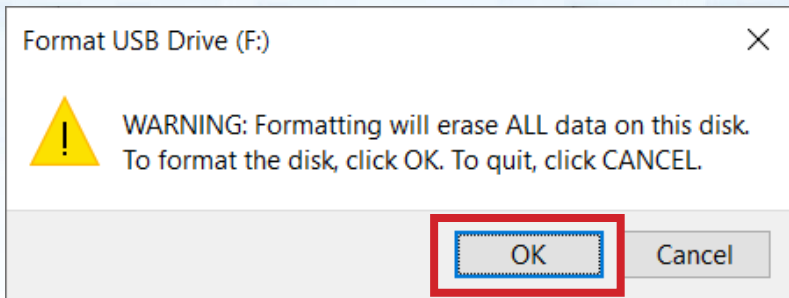 Format USB Drive (F:)
WARNING: Formatting will erase ALL data on this disk.
To format the disk, click OK. To quit, click CANCEL.
OK Cancel